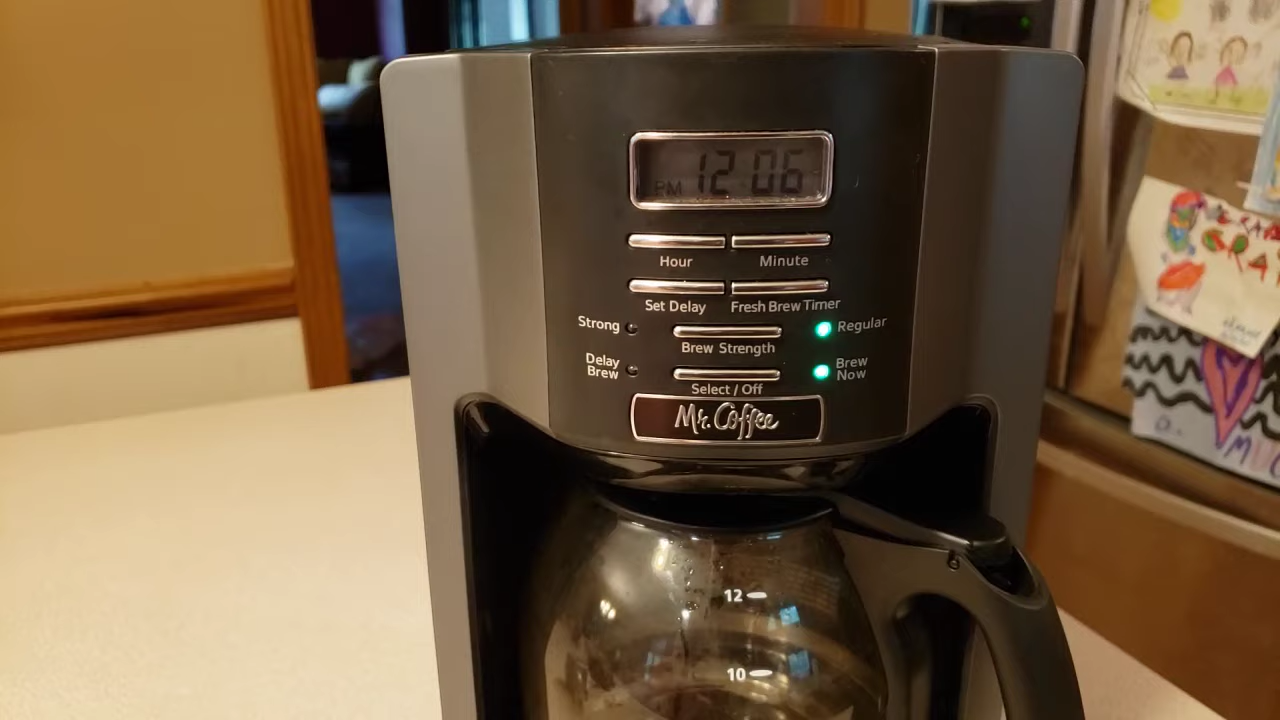 PM 12 06
Hour Minute
Set Delay Fresh Brew Timer
Strong Regular
Brew Strength
Delay Brew
Brew Now
Select / Off
Mr. Coffee
12
10